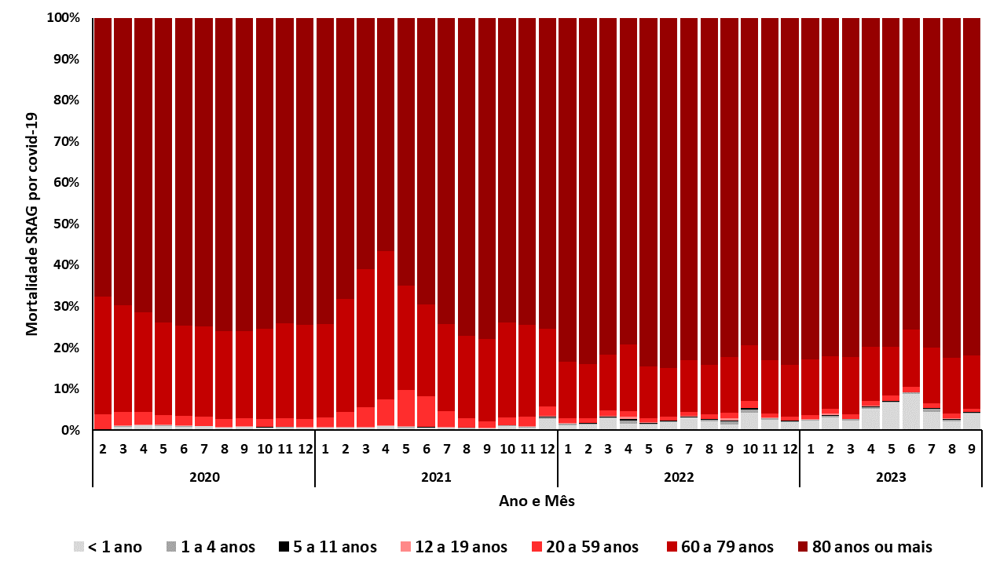 100%
90%
80%
70%
60%
50%
40%
30%
20%
10%
0%
Mortalidade SRAG por covid-19
2 3 4 5 6 7 8 9 10 11 12 1 2 3 4 5 6 7 8 9 10 11 12 1 2 3 4 5 6 7 8 9 10 11 12 1 2 3 4 5 6 7 8 9
2020 2021 2022 2023
Ano e Mês
< 1 ano 1 a 4 anos 5 a 11 anos 12 a 19 anos 20 a 59 anos 60 a 79 anos 80 anos ou mais